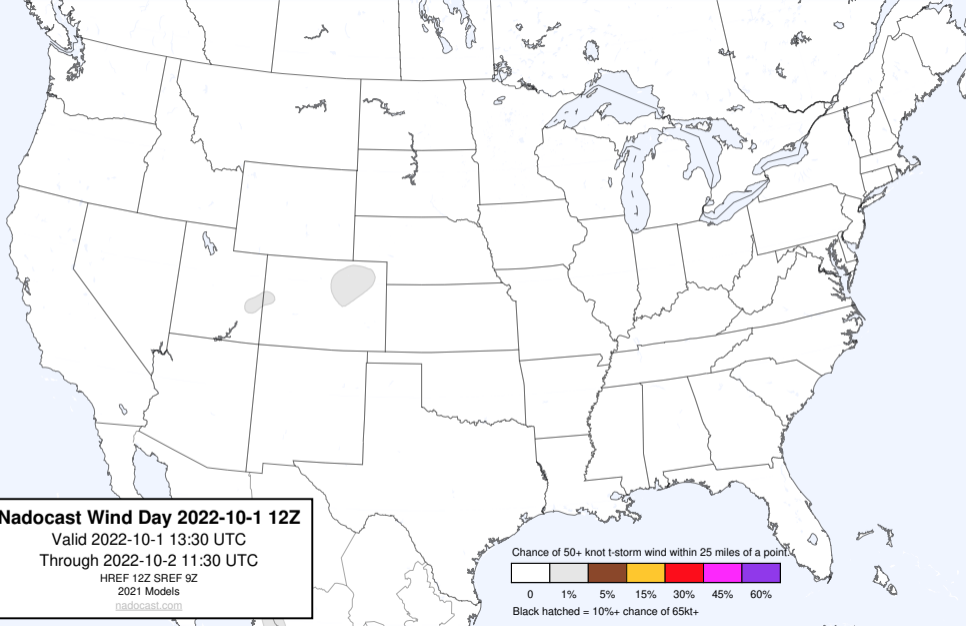 Nadocast Wind Day 2022-10-1 12Z
Valid 2022-10-1 13:30 UTC
Through 2022-10-2 11:30 UTC
HREF 12Z SREF 9Z
2021 Models
nadocast.com
Chance of 50+ knot t-storm wind within 25 miles of a point.
0 1% 5% 15% 30% 45% 60%
Black hatched = 10%+ chance of 65kt+